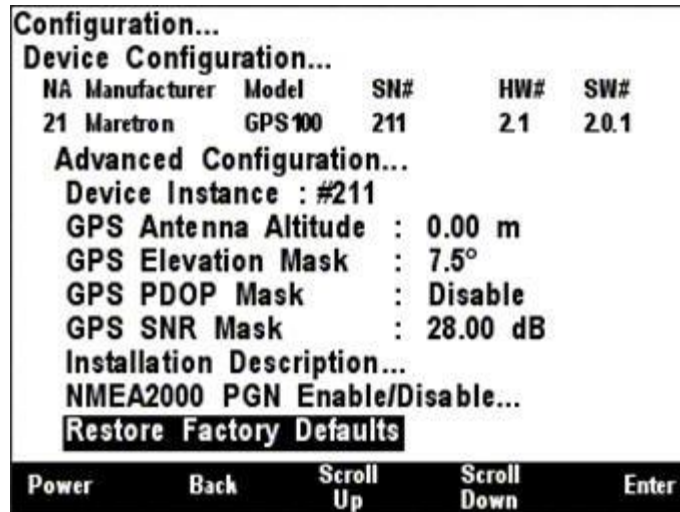 Configuration...
Device Configuration...
NA Manufacturer Model SN# HW# SW#
21 Maretron GPS100 211 2.1 2.0.1
Advanced Configuration...
Device Instance : #211
GPS Antenna Altitude : 0.00 m
GPS Elevation Mask : 7.5°
GPS PDOP Mask : Disable
GPS SNR Mask : 28.00 dB
Installation Description...
NMEA2000 PGN Enable/Disable...
Restore Factory Defaults
Power Back Scroll Up Scroll Down Enter